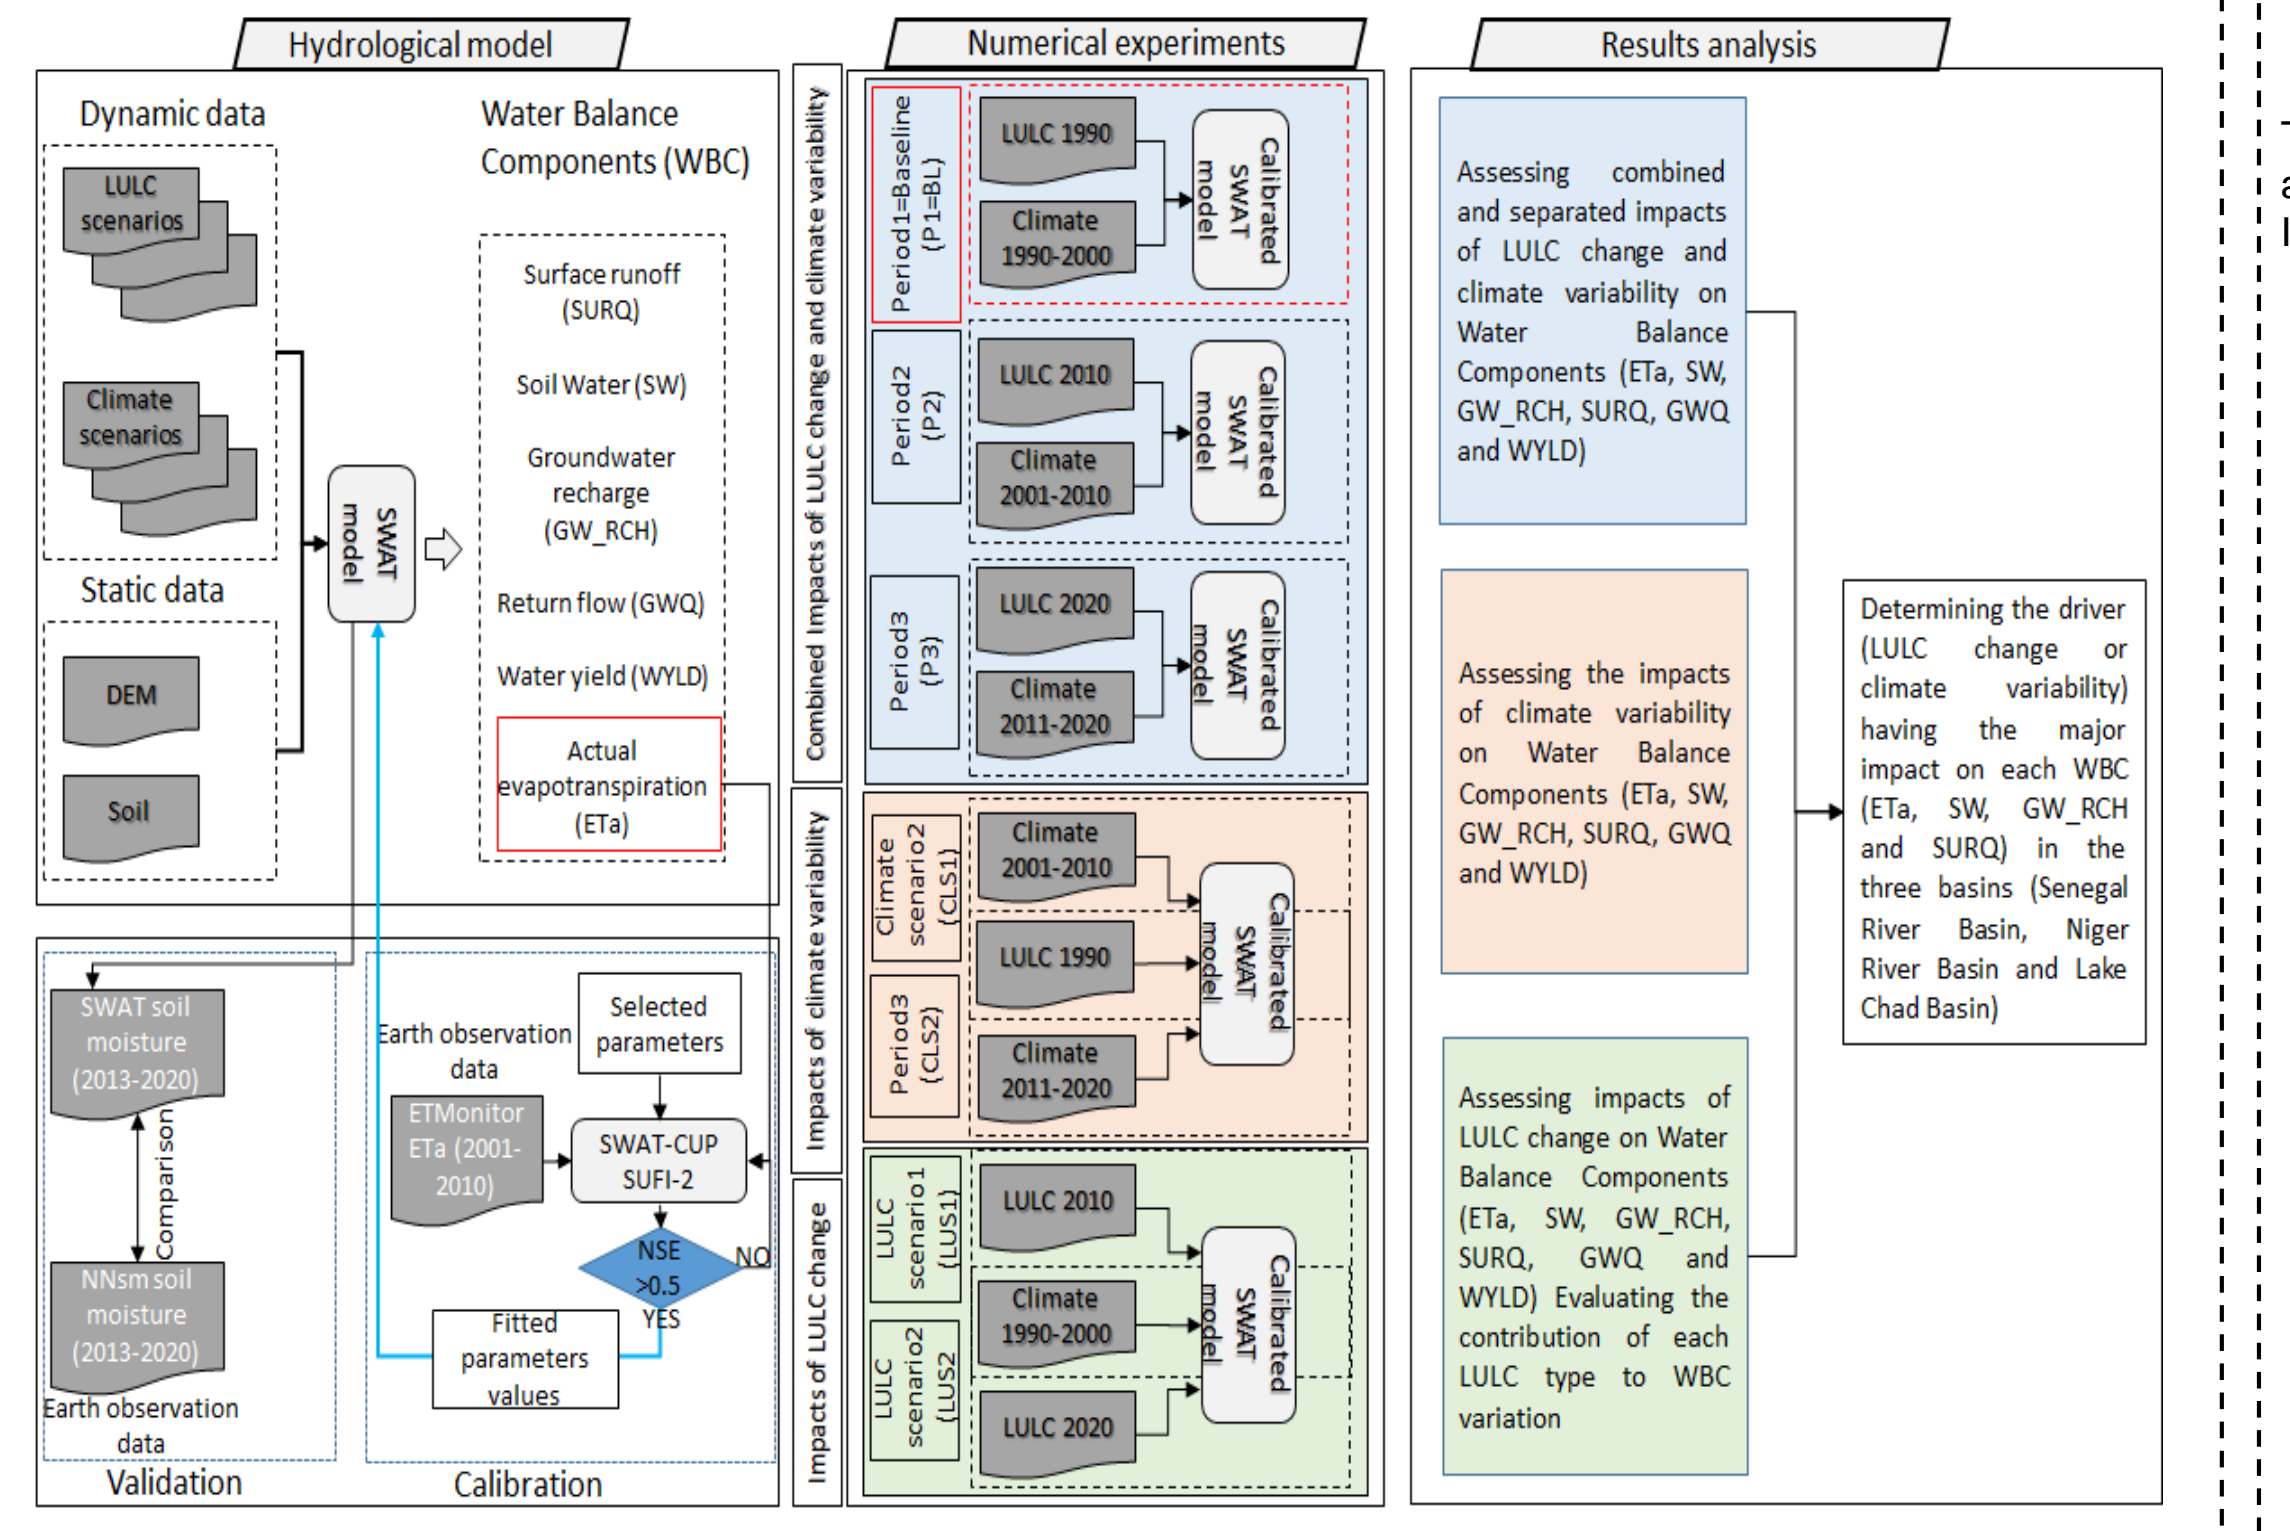 Hydrological model
Dynamic data
LULC
scenarios
Climate
scenarios
Static data
DEM
Soil
SWAT
model
Water Balance
Components (WBC)
Surface runoff
(SURQ)
Soil Water (SW)
Groundwater
recharge
(GW_RCH)
Return flow (GWQ)
Water yield (WYLD)
Actual
evapotranspiration
(ETa)
SWAT soil
moisture
(2013-2020)
Comparison
NNsm soil
moisture
(2013-2020)
Earth observation
data
Validation
Earth observation
data
ETMonitor
ETa (2001-
2010)
Selected
parameters
SWAT-CUP
SUFI-2
NSE
>0.5
NO
YES
Fitted
parameters
values
Calibration
Numerical experiments
Combined Impacts of LULC change and climate variability
Period1=Baseline
(P1=BL)
LULC 1990
Climate
1990-2000
Calibrated
SWAT
model
Period2
(P2)
LULC 2010
Climate
2001-2010
Calibrated
SWAT
model
Period3
(P3)
LULC 2020
Climate
2011-2020
Calibrated
SWAT
model
Impacts of climate variability
Climate
scenario2
(CLS1)
Period3
(CLS2)
Climate
2001-2010
LULC 1990
Climate
2011-2020
Calibrated
SWAT
model
Impacts of LULC change
LULC
scenario1
(LUS1)
LULC
scenario2
(LUS2
LULC 2010
Climate
1990-2000
LULC 2020
Calibrated
SWAT
model
Results analysis
Assessing combined
and separated impacts
of LULC change and
climate variability on
Water Balance
Components (ETa, SW,
GW_RCH, SURQ, GWQ
and WYLD)
Assessing the impacts
of climate variability
on Water Balance
Components (ETa, SW,
GW_RCH, SURQ, GWQ
and WYLD)
Assessing impacts of
LULC change on Water
Balance Components
(ETa, SW, GW_RCH,
SURQ, GWQ and
WYLD) Evaluating the
contribution of each
LULC type to WBC
variation
Determining the driver
(LULC change or
climate variability)
having the major
impact on each WBC
(ETa, SW, GW_RCH
and SURQ) in the
three basins (Senegal
River Basin, Niger
River Basin and Lake
Chad Basin)